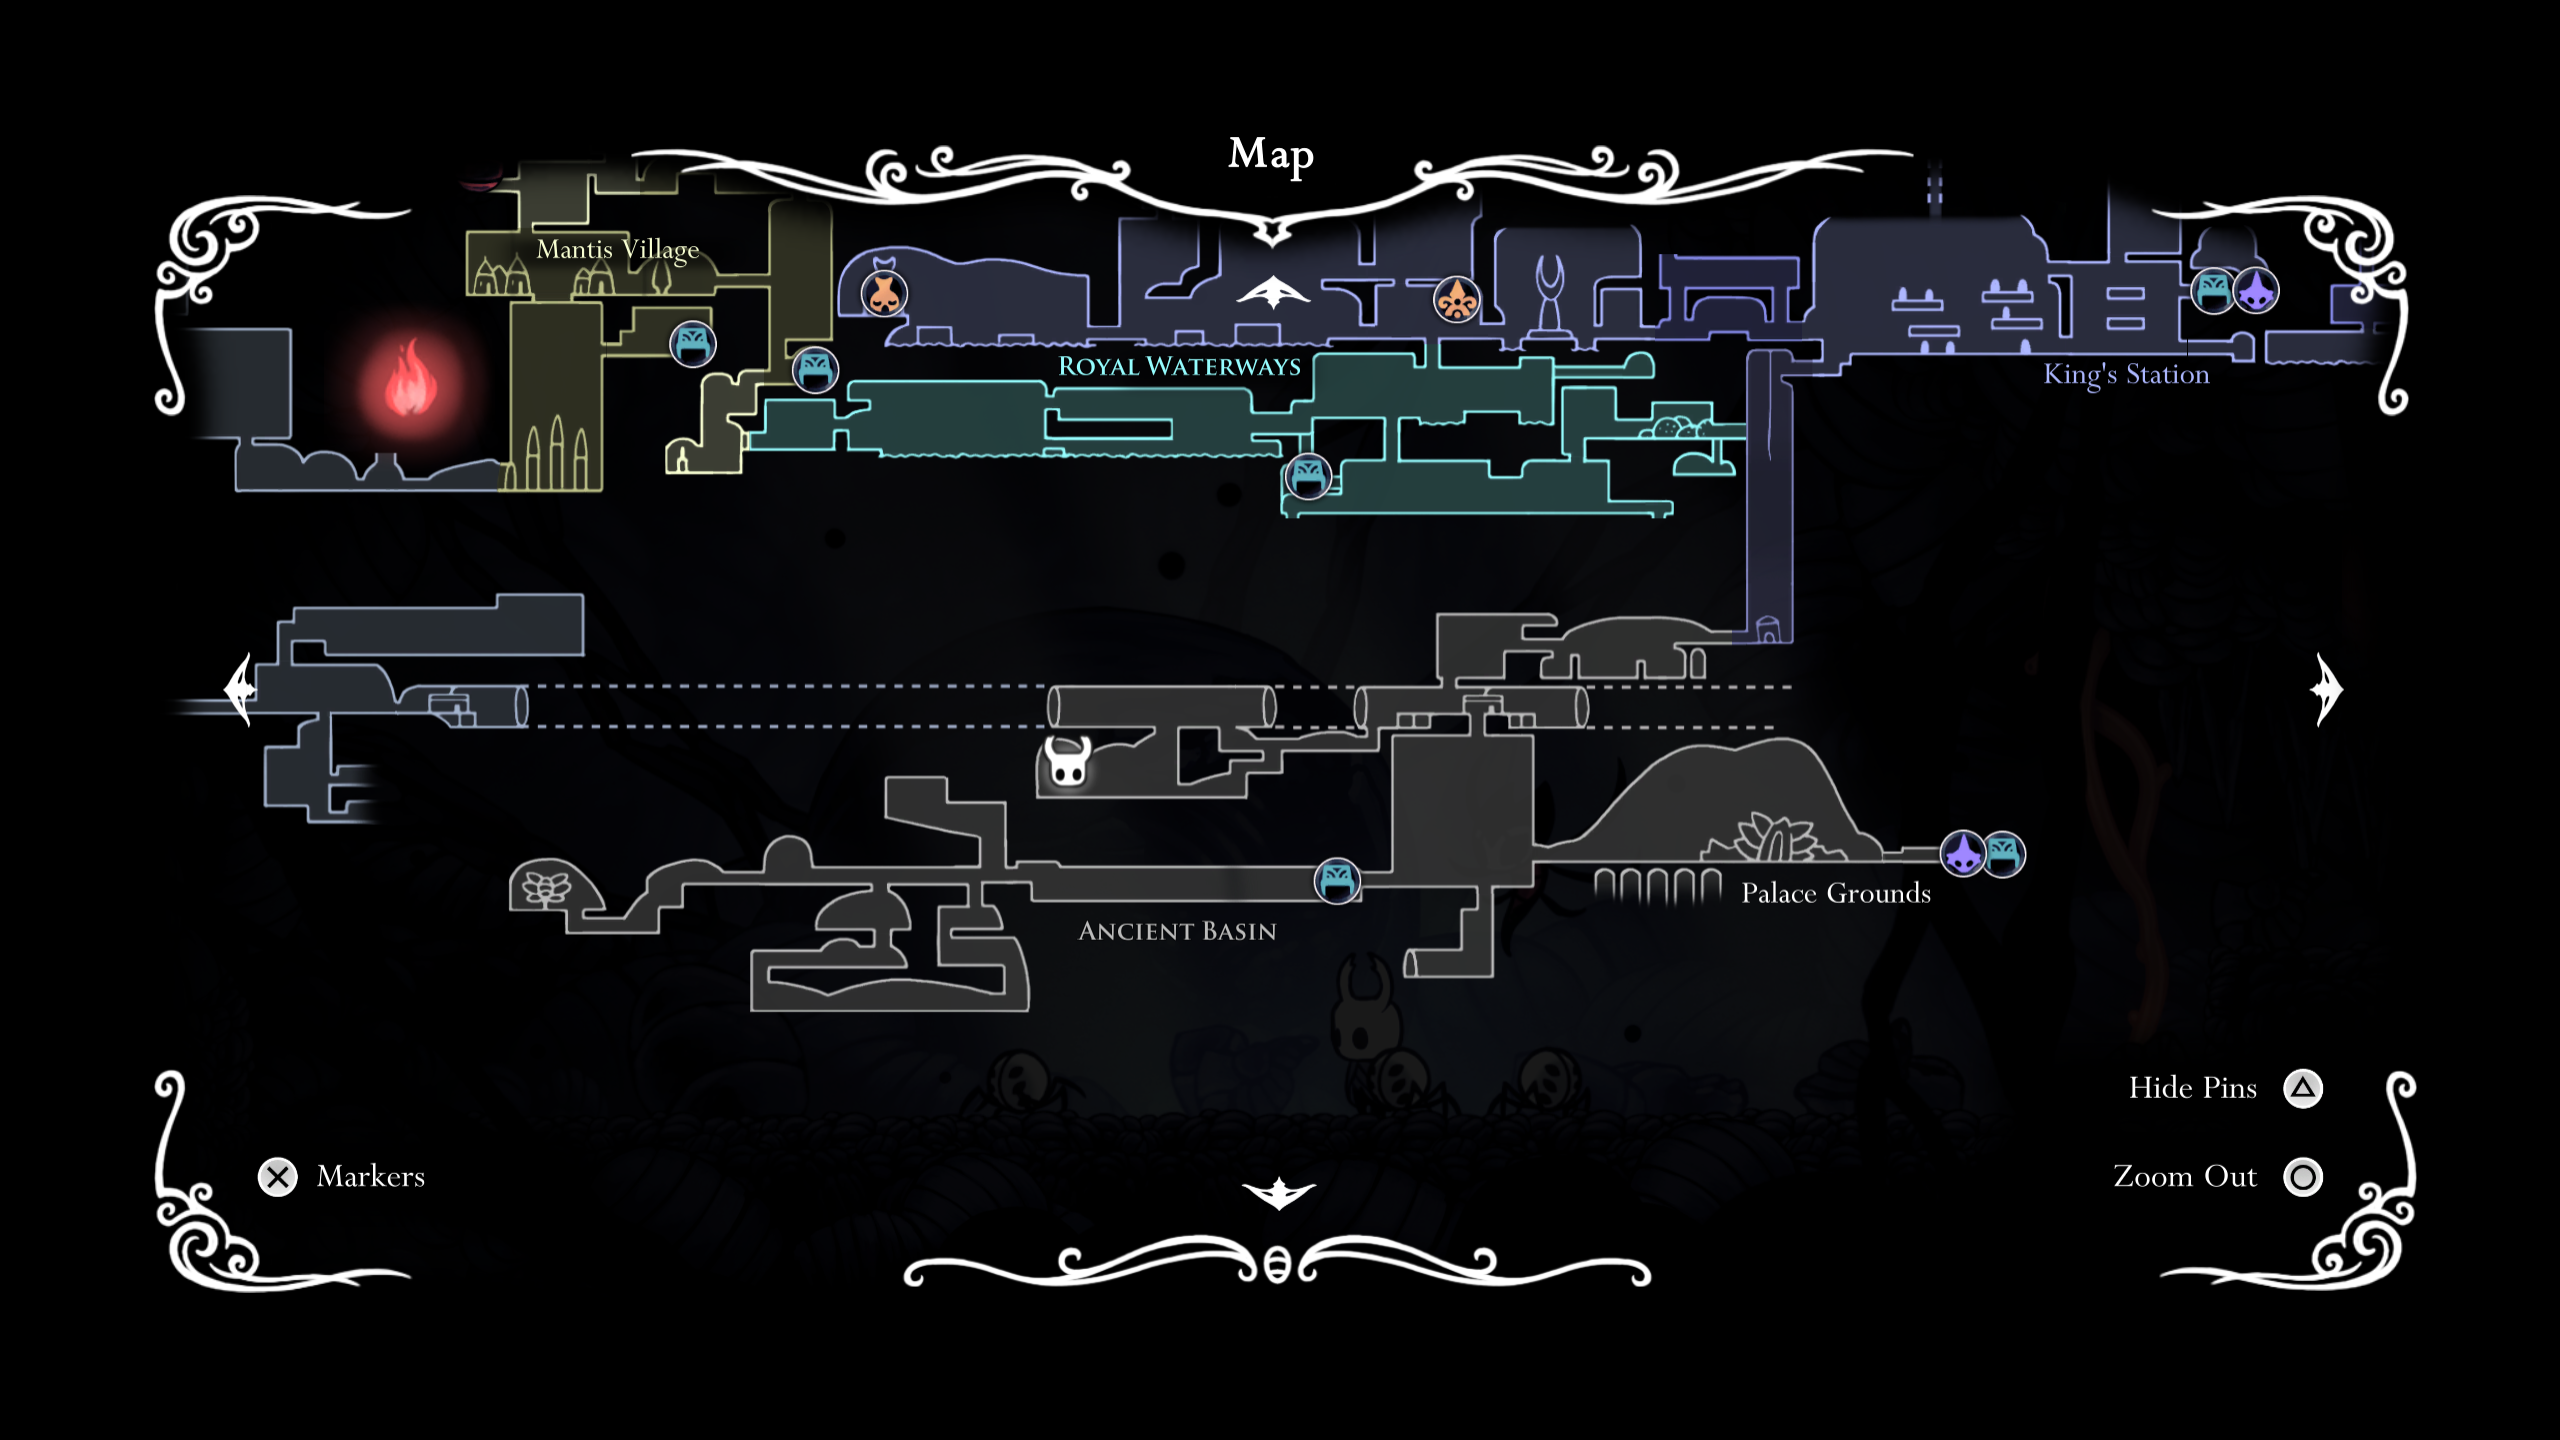 Map
Mantis Village
ROYAL WATERWAYS
King's Station
Palace Grounds
ANCIENT BASIN
Hide Pins
Markers
Zoom Out